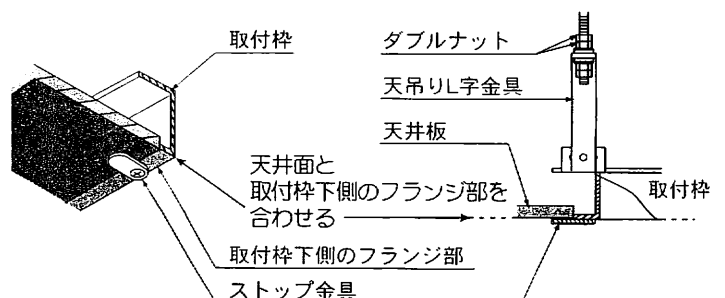 取付枠
ダブルナット
天吊りL字金具
天井板
天井面と
取付枠下側のフランジ部を
合わせる
取付枠
取付枠下側のフランジ部
ストップ金具